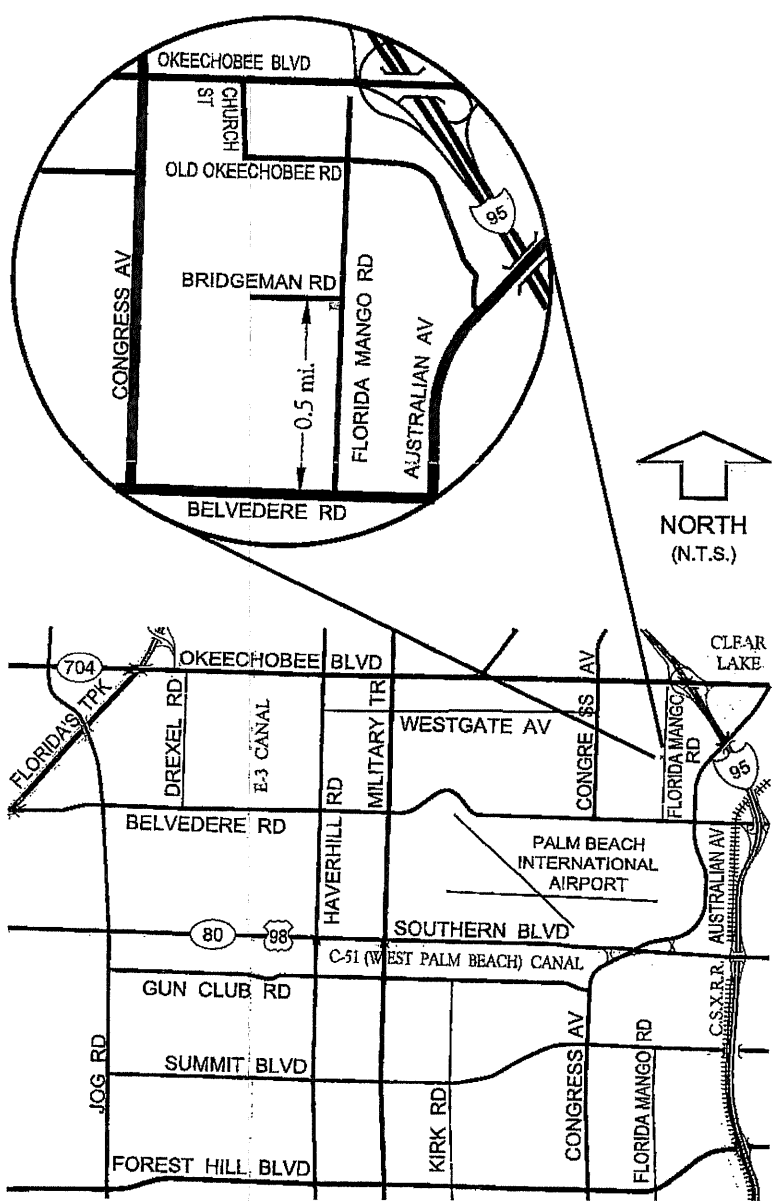 OKEECHOBEE BLVD
CHURCH
ST
OLD OKEECHOBEE RD
95
BRIDGEMAN RD
CONGRESS AV
0.5 mi.
FLORIDA MANGO RD
AUSTRALIAN AV
BELVEDERE RD
NORTH
(N.T.S.)
CLEAR
LAKE
704
OKEECHOBEE BLVD
FLORIDA'S TPK
DREXEL RD
E-3 CANAL
MILITARY TR
WESTGATE AV
CONGRESS AV
FLORIDA MANGO
RD
95
BELVEDERE RD
HAVERHILL RD
PALM BEACH
INTERNATIONAL
AIRPORT
AUSTRALIAN AV
80
98
SOUTHERN BLVD
C-51 (WEST PALM BEACH) CANAL
GUN CLUB RD
C.S.X.R.R.
JOG RD
SUMMIT BLVD
KIRK RD
CONGRESS AV
FLORIDA MANGO RD
FOREST HILL BLVD